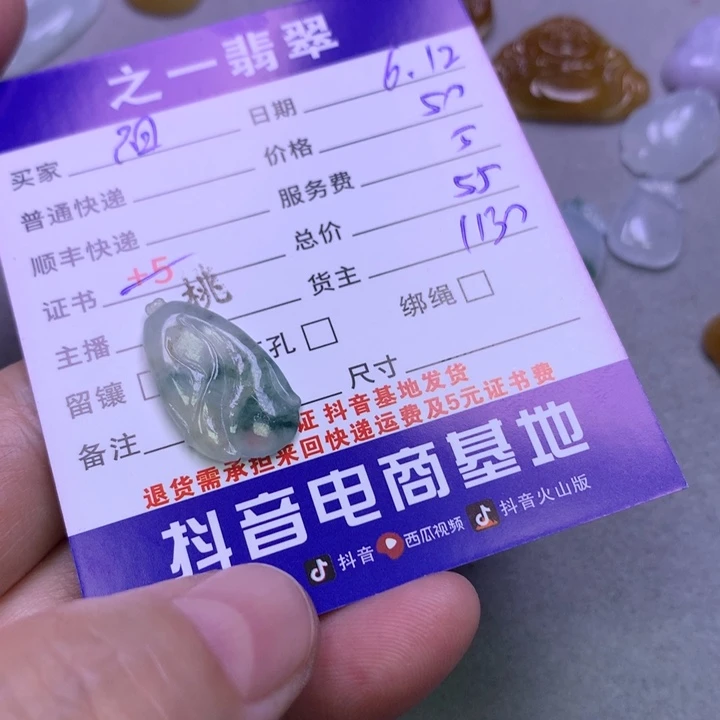 之一翡翠
买家 日期 6.12
普通快递 价格 50
顺丰快递 服务费 5
证书 +5 总价 55
主播 桃 货主 1130
留镶 孔 绑绳
备注 尺寸
证 抖音基地发货
退货需承担来回快递运费及5元证书费
抖音电商基地
抖音 西瓜视频 抖音火山版